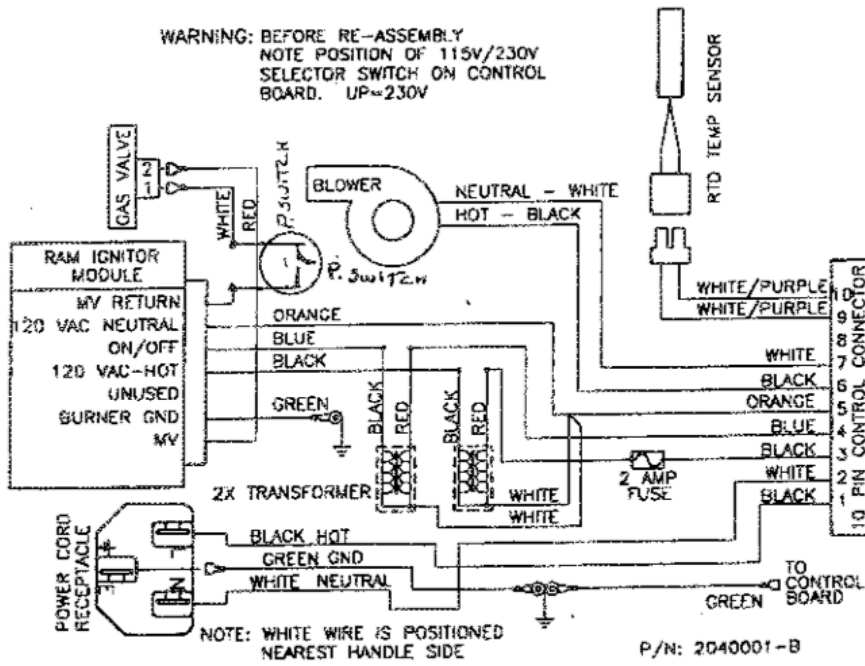 WARNING: BEFORE RE-ASSEMBLY
NOTE POSITION OF 115V/230V
SELECTOR SWITCH ON CONTROL
BOARD. UP=230V
GAS VALVE
2
1
WHITE
RED
P. SWITCH
P. SWITCH
BLOWER
NEUTRAL - WHITE
HOT - BLACK
RTD TEMP SENSOR
RAM IGNITOR
MODULE
MV RETURN
120 VAC NEUTRAL
ON/OFF
120 VAC-HOT
UNUSED
BURNER GND
MV
ORANGE
BLUE
BLACK
GREEN
BLACK
RED
BLACK
RED
2X TRANSFORMER
WHITE
WHITE
2 AMP
FUSE
WHITE/PURPLE
WHITE/PURPLE
WHITE
BLACK
ORANGE
BLUE
BLACK
WHITE
BLACK
10
9
8
7
6
5
4
3
2
1
10 PIN CONTROL CONNECTOR
POWER CORD
RECEPTACLE
L
E
N
BLACK HOT
GREEN GND
WHITE NEUTRAL
GREEN
TO
CONTROL
BOARD
NOTE: WHITE WIRE IS POSITIONED
NEAREST HANDLE SIDE
P/N: 2040001-B